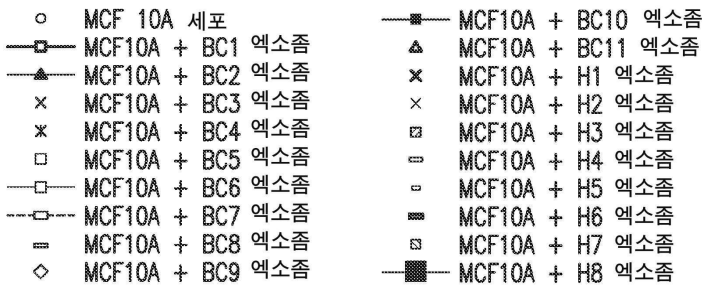 MCF 10A 세포
MCF10A + BC1 엑소좀
MCF10A + BC2 엑소좀
MCF10A + BC3 엑소좀
MCF10A + BC4 엑소좀
MCF10A + BC5 엑소좀
MCF10A + BC6 엑소좀
MCF10A + BC7 엑소좀
MCF10A + BC8 엑소좀
MCF10A + BC9 엑소좀
MCF10A + BC10 엑소좀
MCF10A + BC11 엑소좀
MCF10A + H1 엑소좀
MCF10A + H2 엑소좀
MCF10A + H3 엑소좀
MCF10A + H4 엑소좀
MCF10A + H5 엑소좀
MCF10A + H6 엑소좀
MCF10A + H7 엑소좀
MCF10A + H8 엑소좀